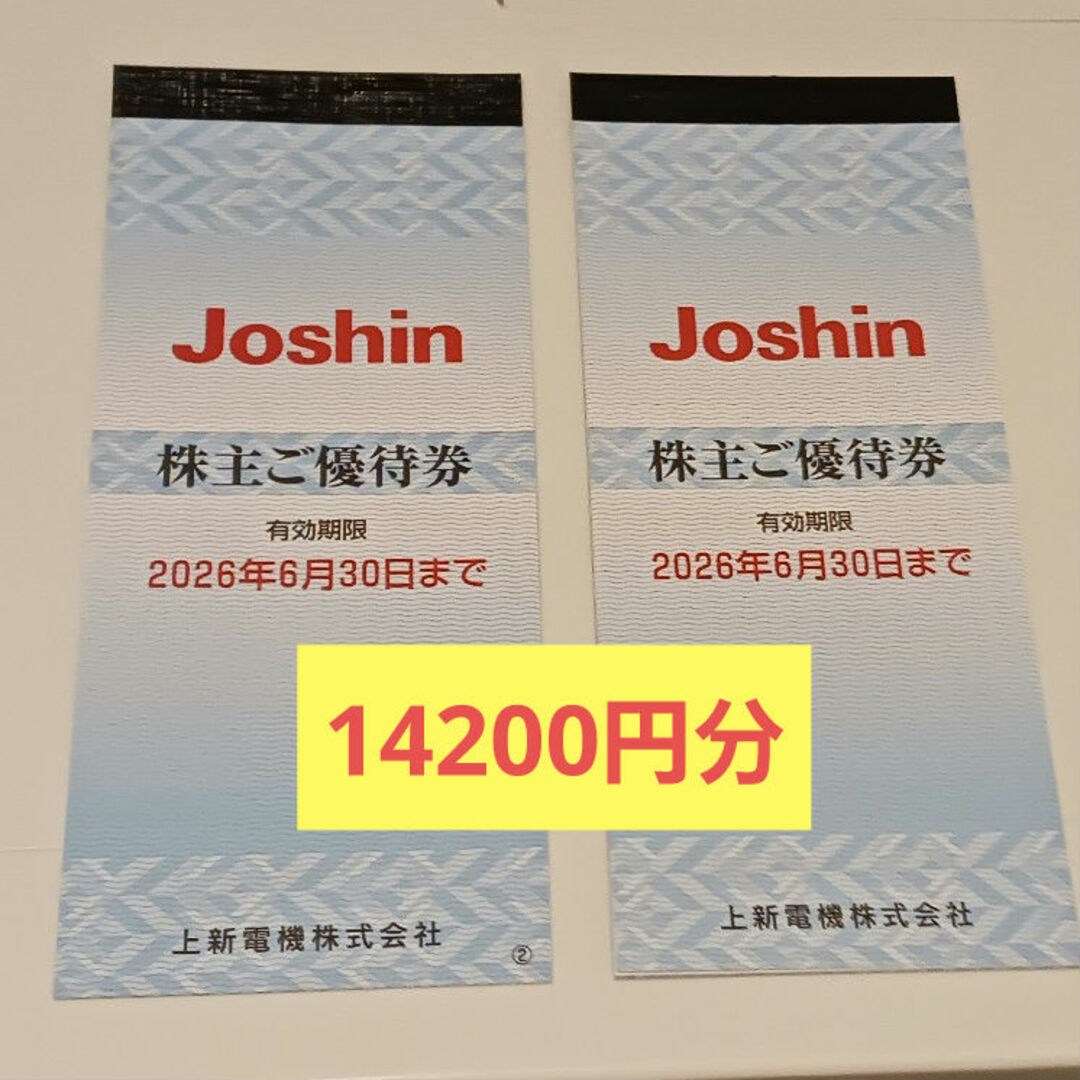 Joshin
株主ご優待券
有効期限
2026年6月30日まで
上新電機株式会社
②
Joshin
株主ご優待券
有効期限
2026年6月30日まで
上新電機株式会社
14200円分